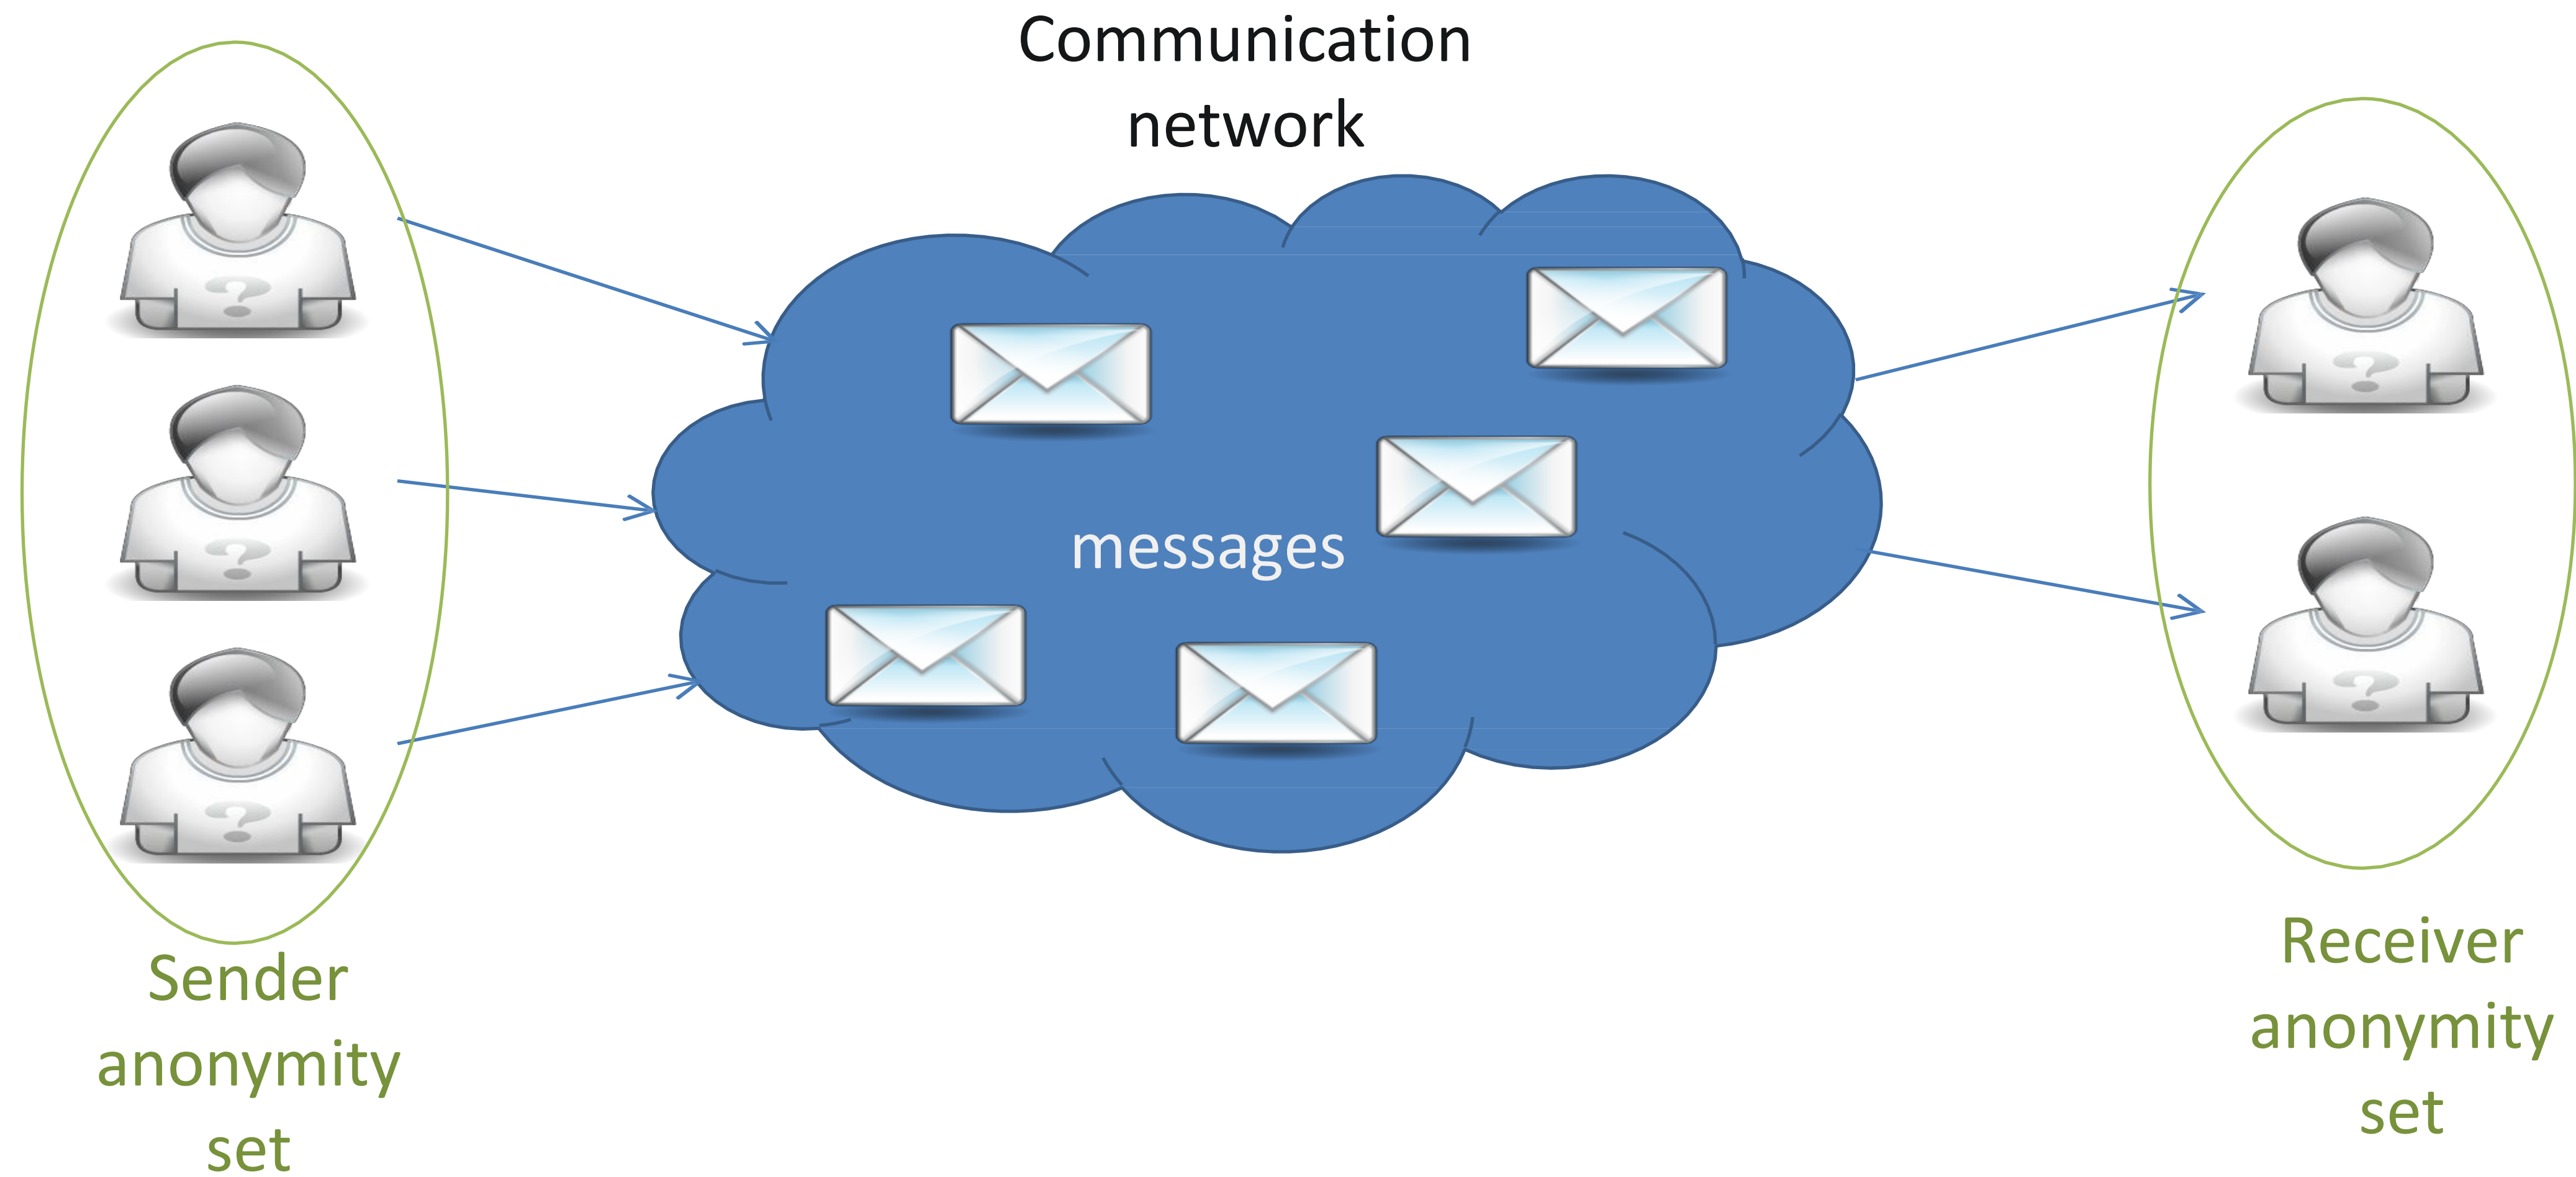 Communication
network
messages
Sender
anonymity
set
Receiver
anonymity
set